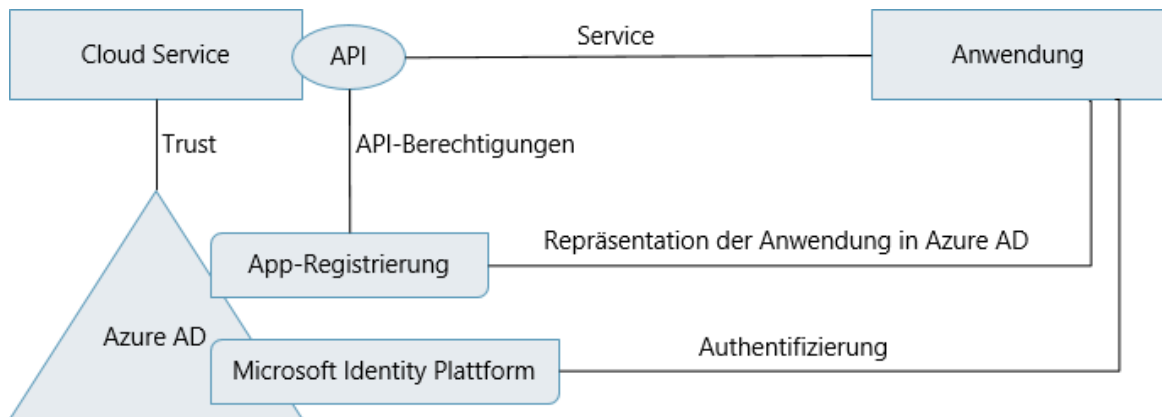 Cloud Service
API
Service
Anwendung
Trust
API-Berechtigungen
App-Registrierung
Repräsentation der Anwendung in Azure AD
Azure AD
Microsoft Identity Plattform
Authentifizierung